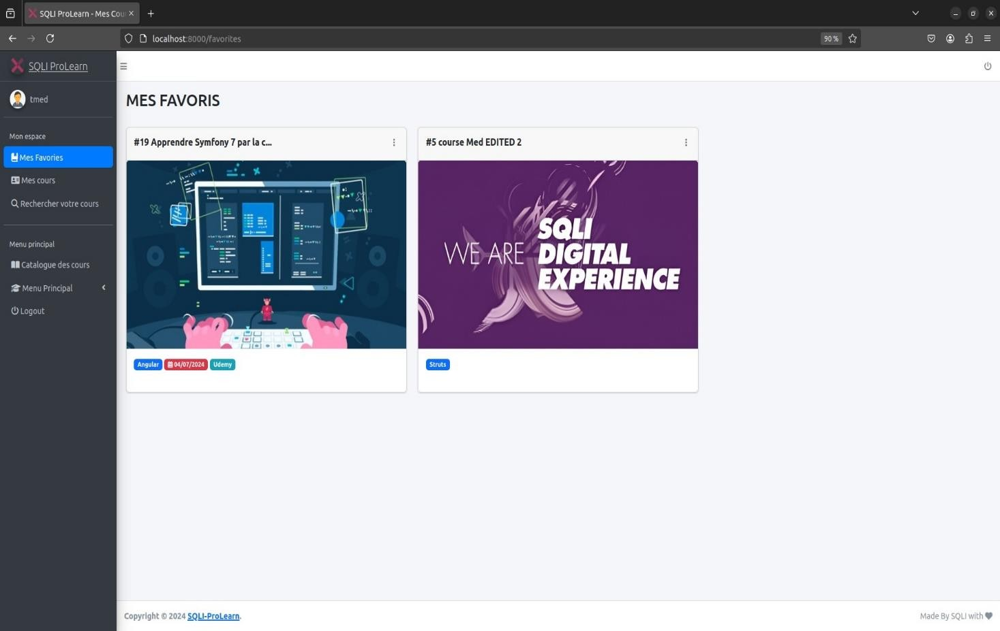 SQLI ProLearn - Mes Cou
localhost:8000/favorites
90 %
SQLI ProLearn
tmed
Mon espace
Mes Favories
Mes cours
Rechercher votre cours
Menu principal
Catalogue des cours
Menu Principal
Logout
MES FAVORIS
#19 Apprendre Symfony 7 par la c...
Angular 04/07/2024 Udemy
#5 course Med EDITED 2
WE ARE SQLI
DIGITAL
EXPERIENCE
Struts
Copyright © 2024 SQLI-ProLearn.
Made By SQLI with